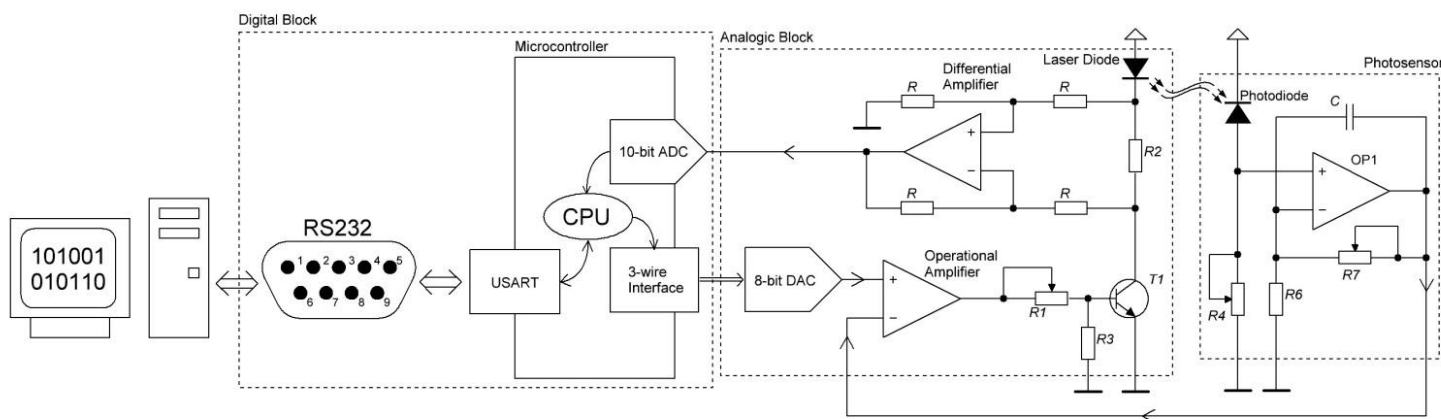 Digital Block
Microcontroller
Analogic Block
Laser Diode
Differential
Amplifier
Photosensor
Photodiode
R
R
C
+
−
10-bit ADC
R2
OP1
+
−
R
R
CPU
101001
010110
RS232
1 2 3 4 5
6 7 8 9
USART
3-wire
Interface
8-bit DAC
Operational
Amplifier
+
−
R1
T1
R3
R4
R6
R7